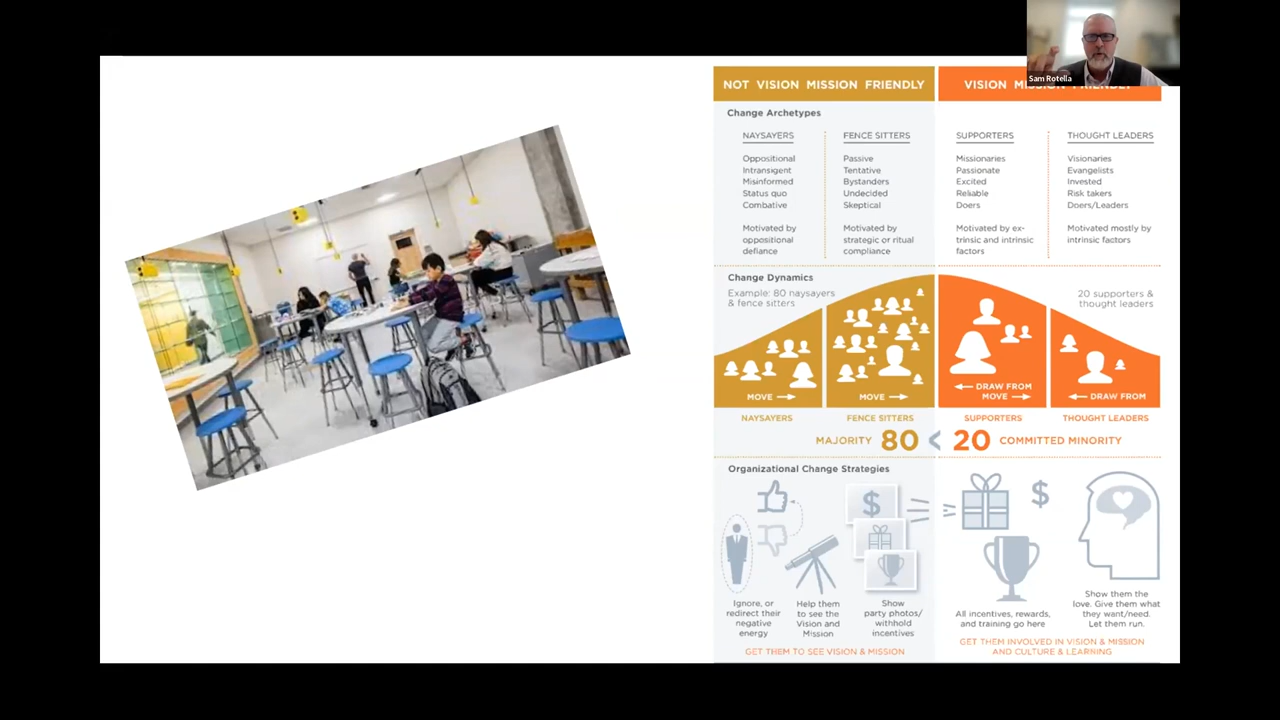 Sam Rotella
NOT VISION MISSION FRIENDLY
VISION MISSION FRIENDLY
Change Archetypes
NAYSAYERS
Oppositional
Intransigent
Misinformed
Status quo
Combative
Motivated by
oppositional
defiance
FENCE SITTERS
Passive
Tentative
Bystanders
Undecided
Skeptical
Motivated by
strategic or ritual
compliance
SUPPORTERS
Missionaries
Passionate
Excited
Reliable
Doers
Motivated by ex-
trinsic and intrinsic
factors
THOUGHT LEADERS
Visionaries
Evangelists
Invested
Risk takers
Doers/Leaders
Motivated mostly by
intrinsic factors
Change Dynamics
Example: 80 naysayers
& fence sitters
20 supporters &
thought leaders
MOVE →
MOVE →
← DRAW FROM
MOVE →
← DRAW FROM
NAYSAYERS
FENCE SITTERS
SUPPORTERS
THOUGHT LEADERS
MAJORITY 80 < 20 COMMITTED MINORITY
Organizational Change Strategies
$
$
Ignore, or
redirect their
negative
energy
Help them
to see the
Vision and
Mission
Show
party photos/
withhold
incentives
All incentives, rewards,
and training go here
Show them the
love. Give them what
they want/need.
Let them run.
GET THEM TO SEE VISION & MISSION
GET THEM INVOLVED IN VISION & MISSION
AND CULTURE & LEARNING